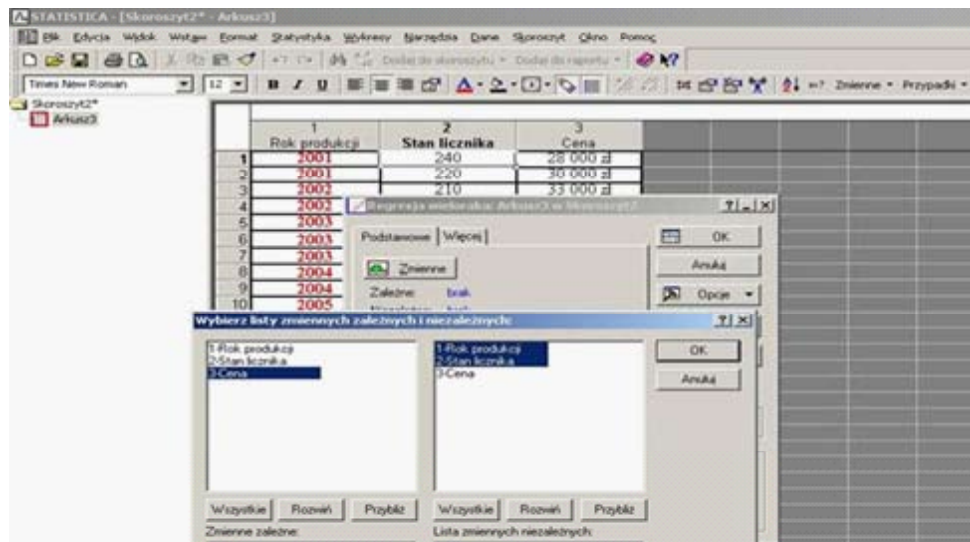 STATISTICA - [Skoroszyt2* - Arkusz3]
Plik Edycja Widok Wstaw Format Statystyka Wykresy Narzędzia Dane Skoroszyt Okno Pomoc
Dodaj do skoroszytu Dodaj do raportu
Times New Roman 12 B I U Zmienne Przypadki
Skoroszyt2*
Arkusz3
1 2 3
Rok produkcji Stan licznika Cena
1 2001 240 28 000 zł
2 2001 220 30 000 zł
3 2002 210 33 000 zł
4 2002
5 2003
6 2003
7 2003
8 2004
9 2004
10 2005
Regresja wieloraka: Arkusz3 w Skoroszyt2
Podstawowe Więcej
OK
Zmienne
Anuluj
Zależne: brak
Opcje
Wybierz listy zmiennych zależnych i niezależnych:
1-Rok produkcji
2-Stan licznika
3-Cena
1-Rok produkcji
2-Stan licznika
3-Cena
OK
Anuluj
Wszystkie Rozwiń Przybliż Wszystkie Rozwiń Przybliż
Zmienne zależne: Lista zmiennych niezależnych: